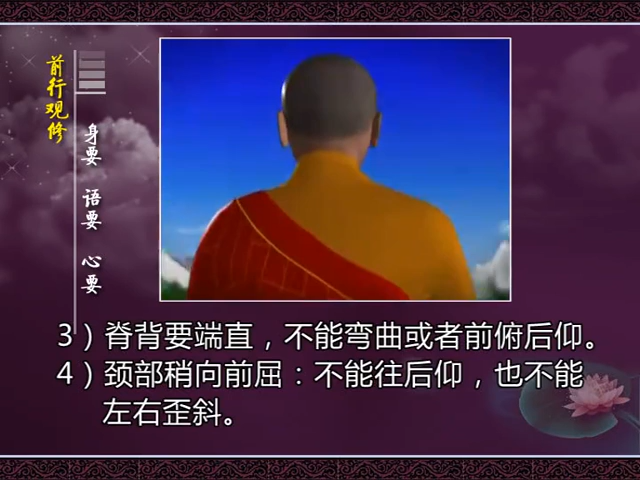 前行观修
身要 语要 心要
3）脊背要端直，不能弯曲或者前俯后仰。
4）颈部稍向前屈：不能往后仰，也不能
左右歪斜。